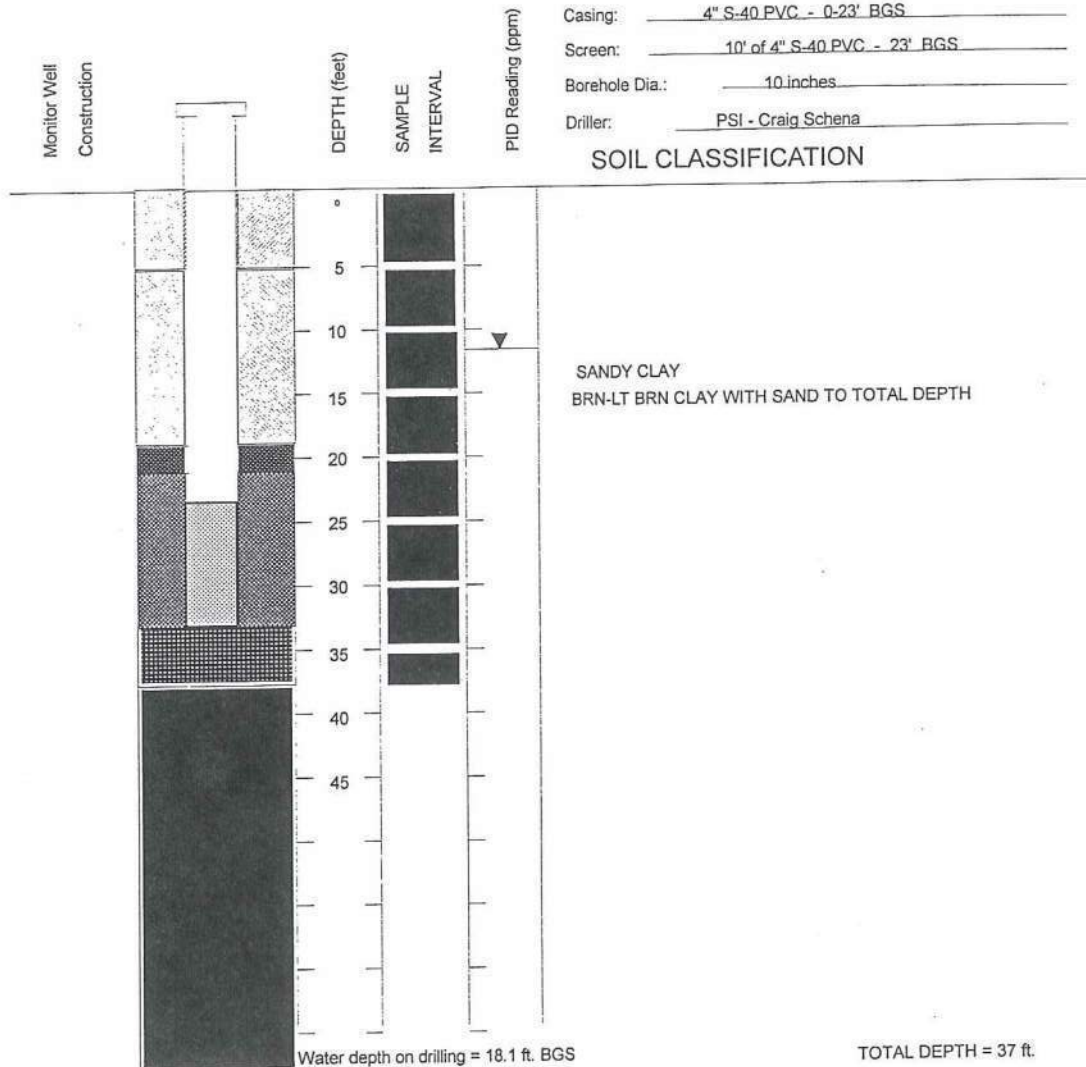 Casing: 4" S-40 PVC - 0-23' BGS
Screen: 10' of 4" S-40 PVC - 23' BGS
Borehole Dia.: 10 inches
Driller: PSI - Craig Schena
Monitor Well
Construction
DEPTH (feet)
SAMPLE
INTERVAL
PID Reading (ppm)
SOIL CLASSIFICATION
0
5
10
15
20
25
30
35
40
45
SANDY CLAY
BRN-LT BRN CLAY WITH SAND TO TOTAL DEPTH
Water depth on drilling = 18.1 ft. BGS
TOTAL DEPTH = 37 ft.